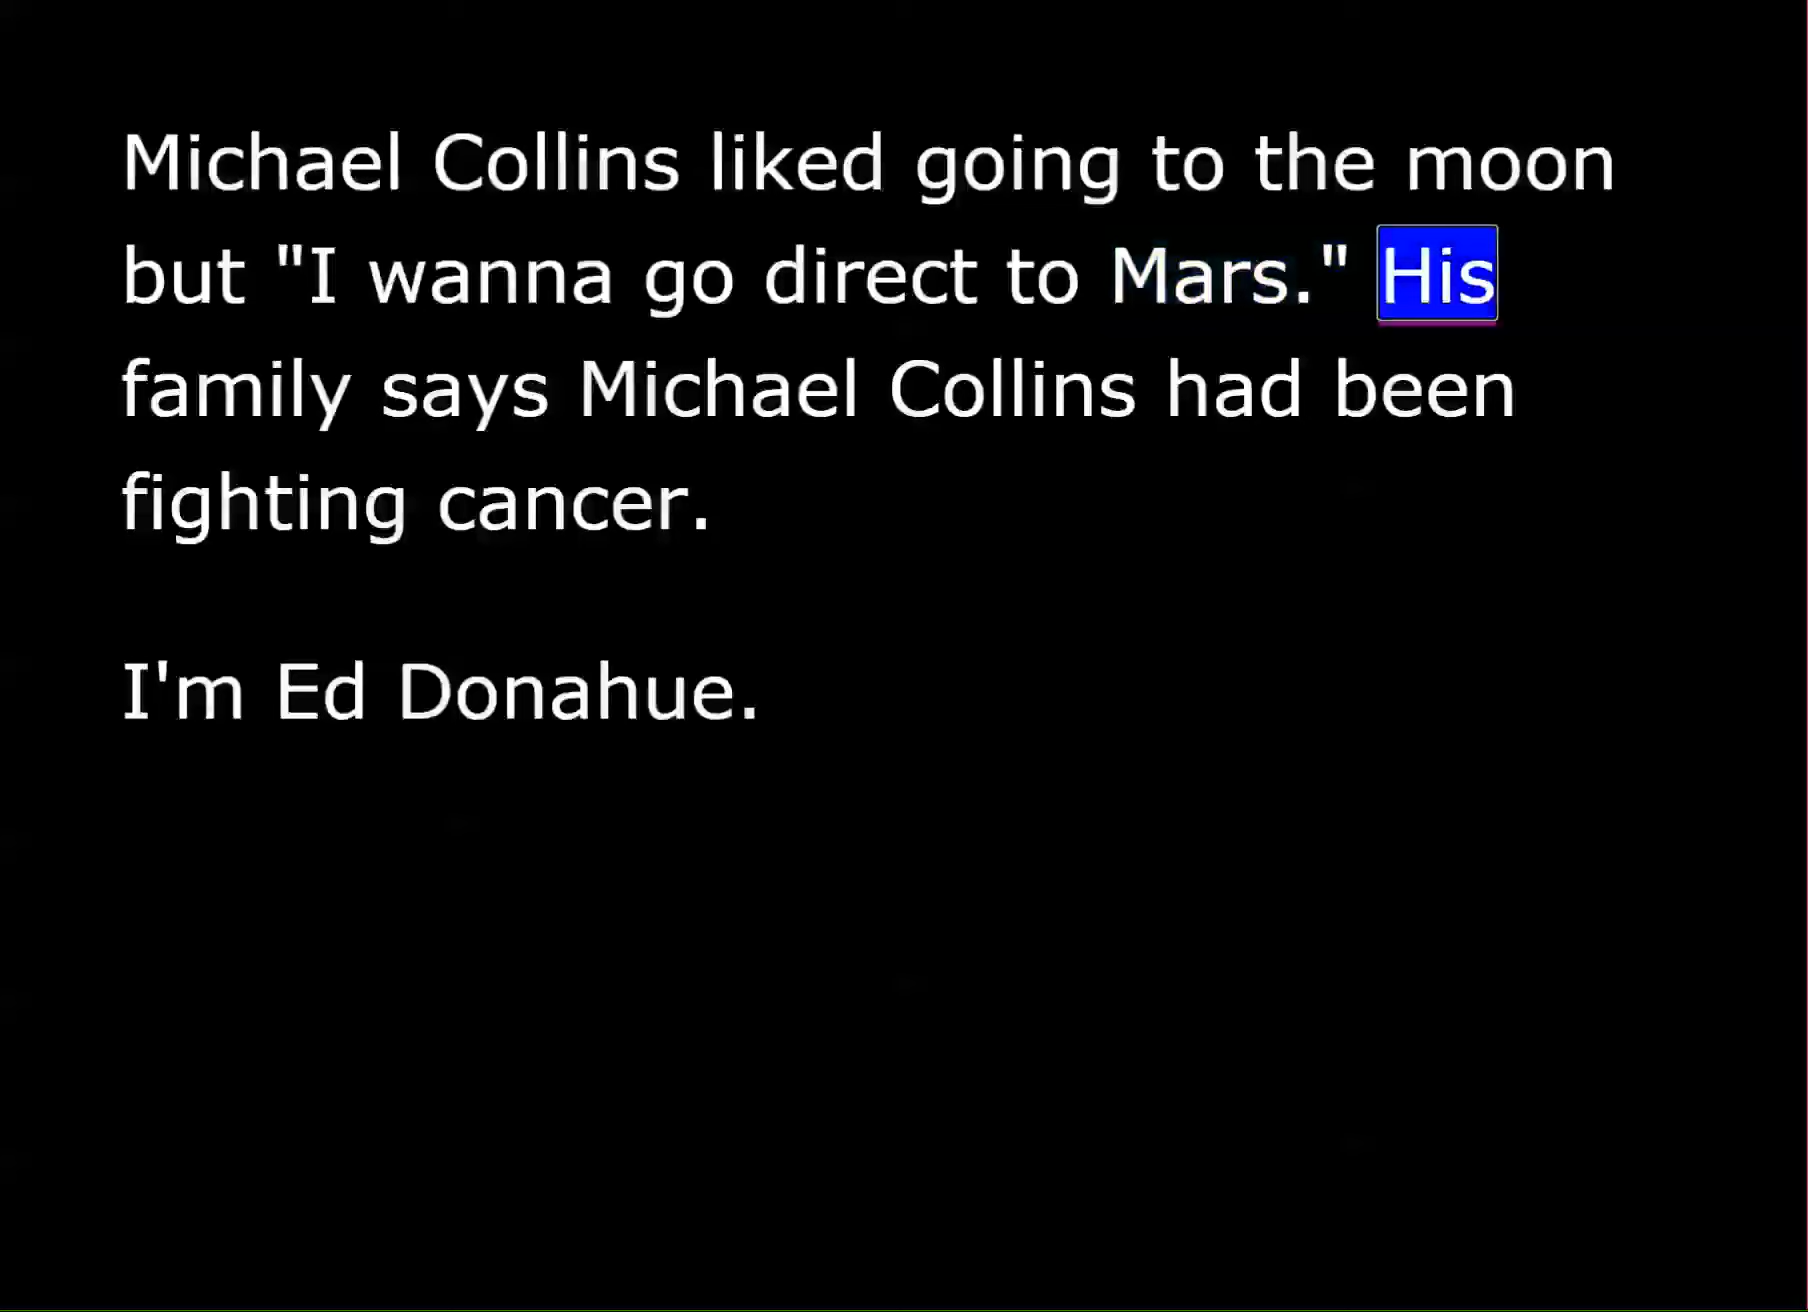 Michael Collins liked going to the moon
but "I wanna go direct to Mars." His
family says Michael Collins had been
fighting cancer.
I'm Ed Donahue.